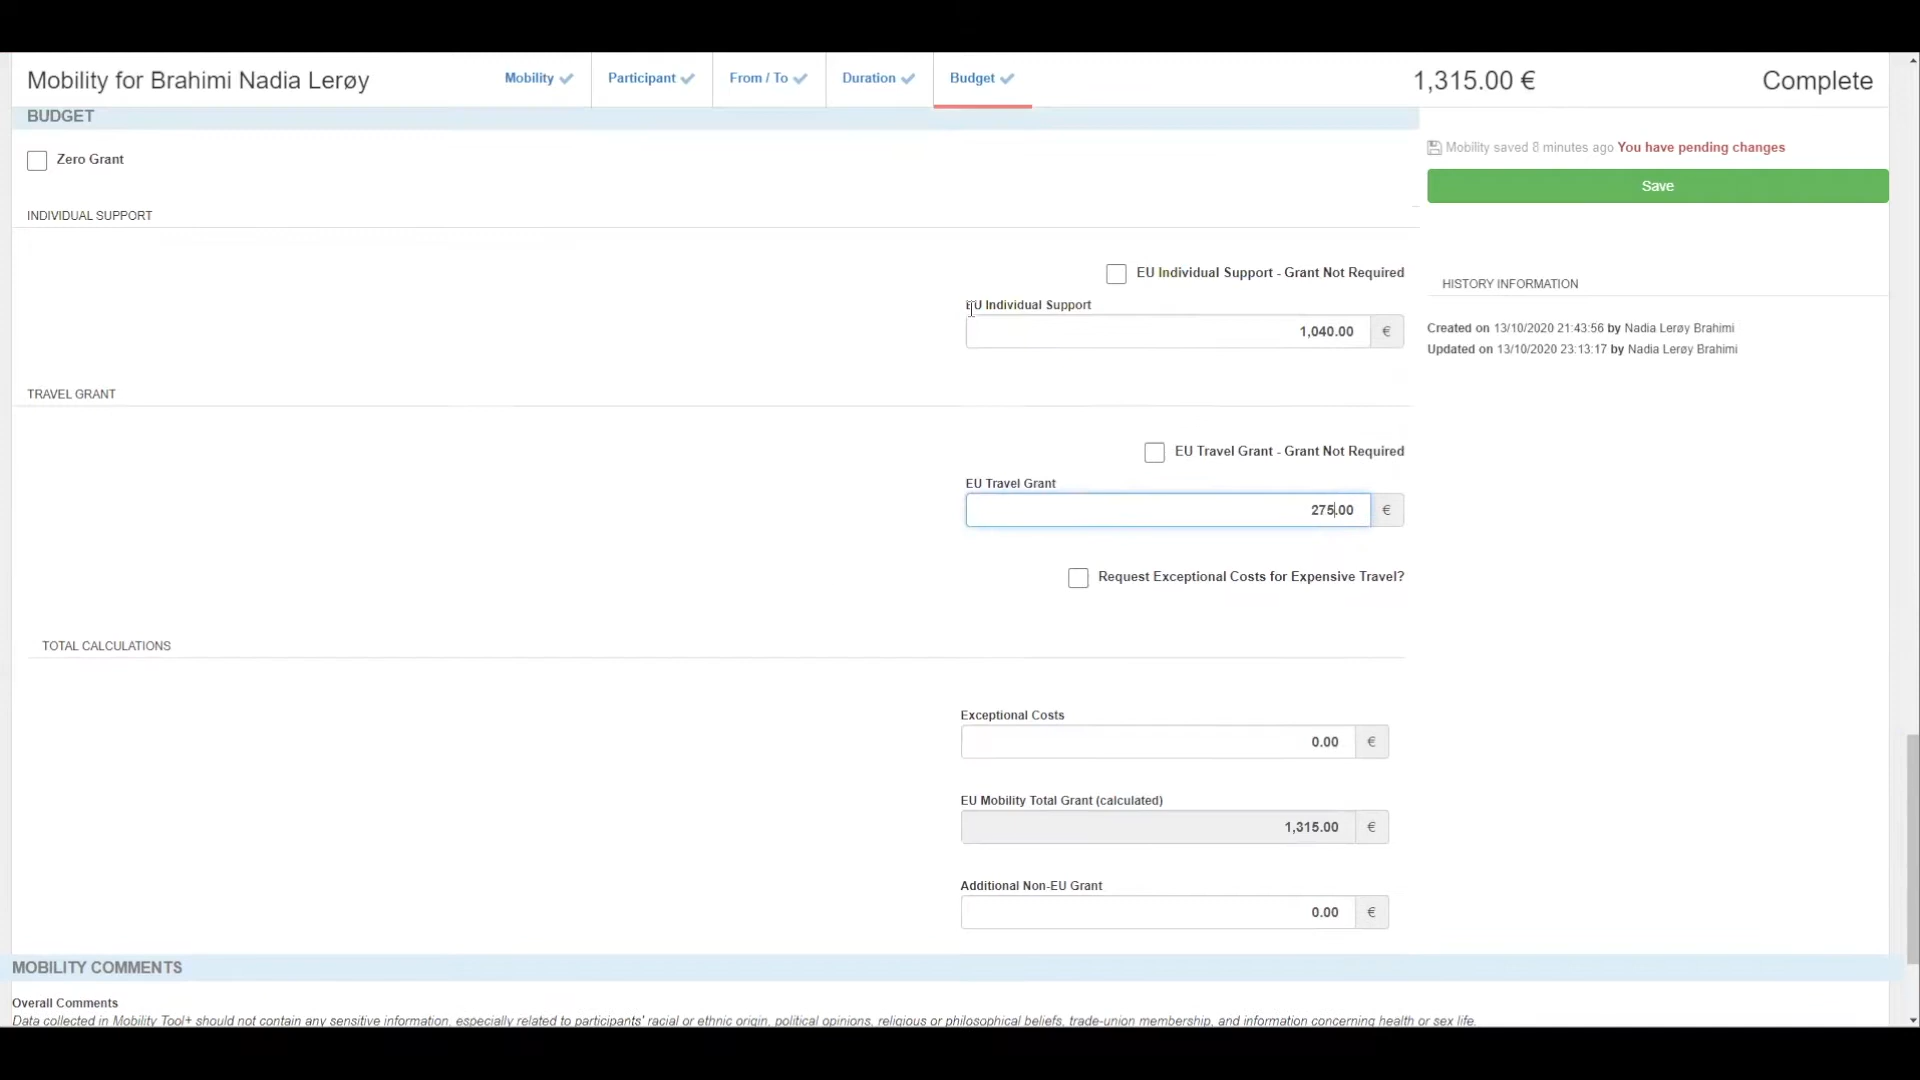 Mobility for Brahimi Nadia Lerøy
Mobility Participant From / To Duration Budget
1,315.00 €
Complete
BUDGET
Zero Grant
Mobility saved 8 minutes ago You have pending changes
Save
INDIVIDUAL SUPPORT
EU Individual Support - Grant Not Required
EU Individual Support
1,040.00 €
HISTORY INFORMATION
Created on 13/10/2020 21:43:56 by Nadia Lerøy Brahimi
Updated on 13/10/2020 23:13:17 by Nadia Lerøy Brahimi
TRAVEL GRANT
EU Travel Grant - Grant Not Required
EU Travel Grant
275.00 €
Request Exceptional Costs for Expensive Travel?
TOTAL CALCULATIONS
Exceptional Costs
0.00 €
EU Mobility Total Grant (calculated)
1,315.00 €
Additional Non-EU Grant
0.00 €
MOBILITY COMMENTS
Overall Comments
Data collected in Mobility Tool+ should not contain any sensitive information, especially related to participants' racial or ethnic origin, political opinions, religious or philosophical beliefs, trade-union membership, and information concerning health or sex life.